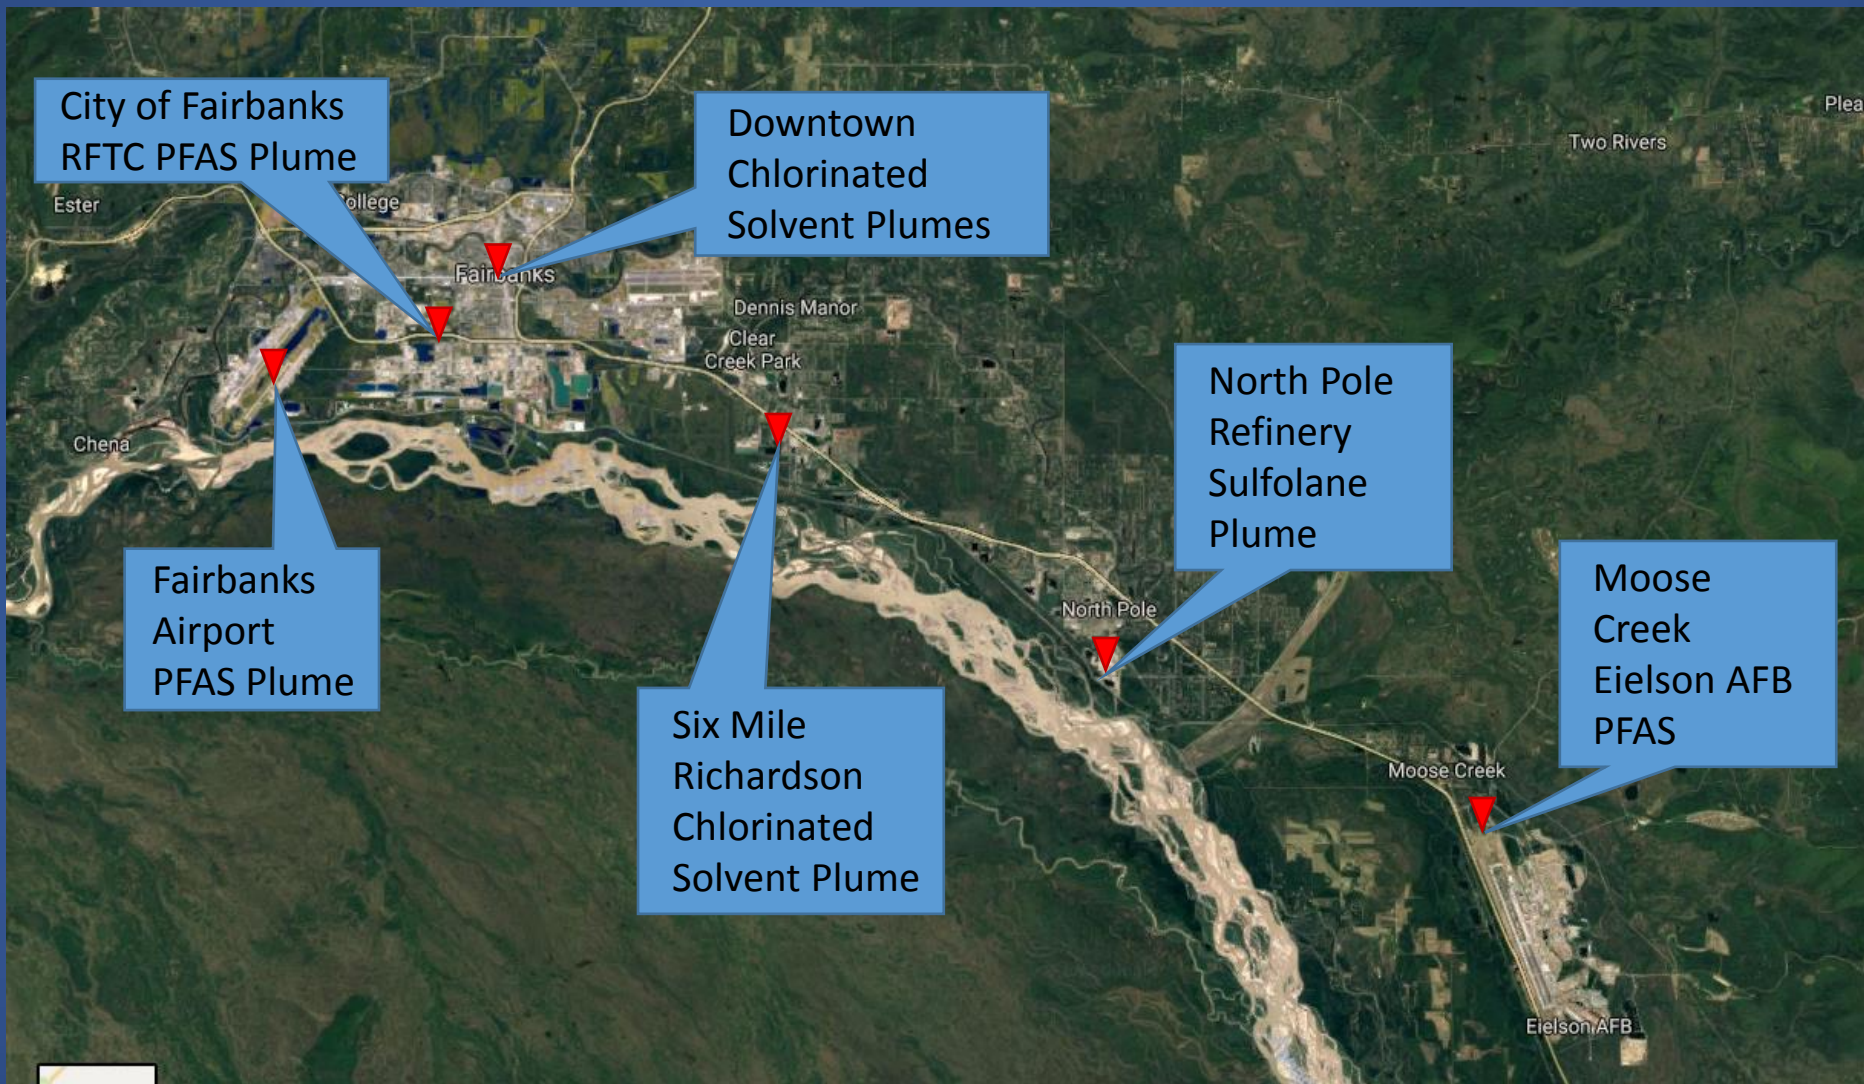 City of Fairbanks
RFTC PFAS Plume
Downtown
Chlorinated
Solvent Plumes
Plea
Two Rivers
Ester
College
Fairbanks
Dennis Manor
Clear
Creek Park
Chena
North Pole
Refinery
Sulfolane
Plume
Fairbanks
Airport
PFAS Plume
Moose
Creek
Eielson AFB
PFAS
North Pole
Six Mile
Richardson
Chlorinated
Solvent Plume
Moose Creek
Eielson AFB